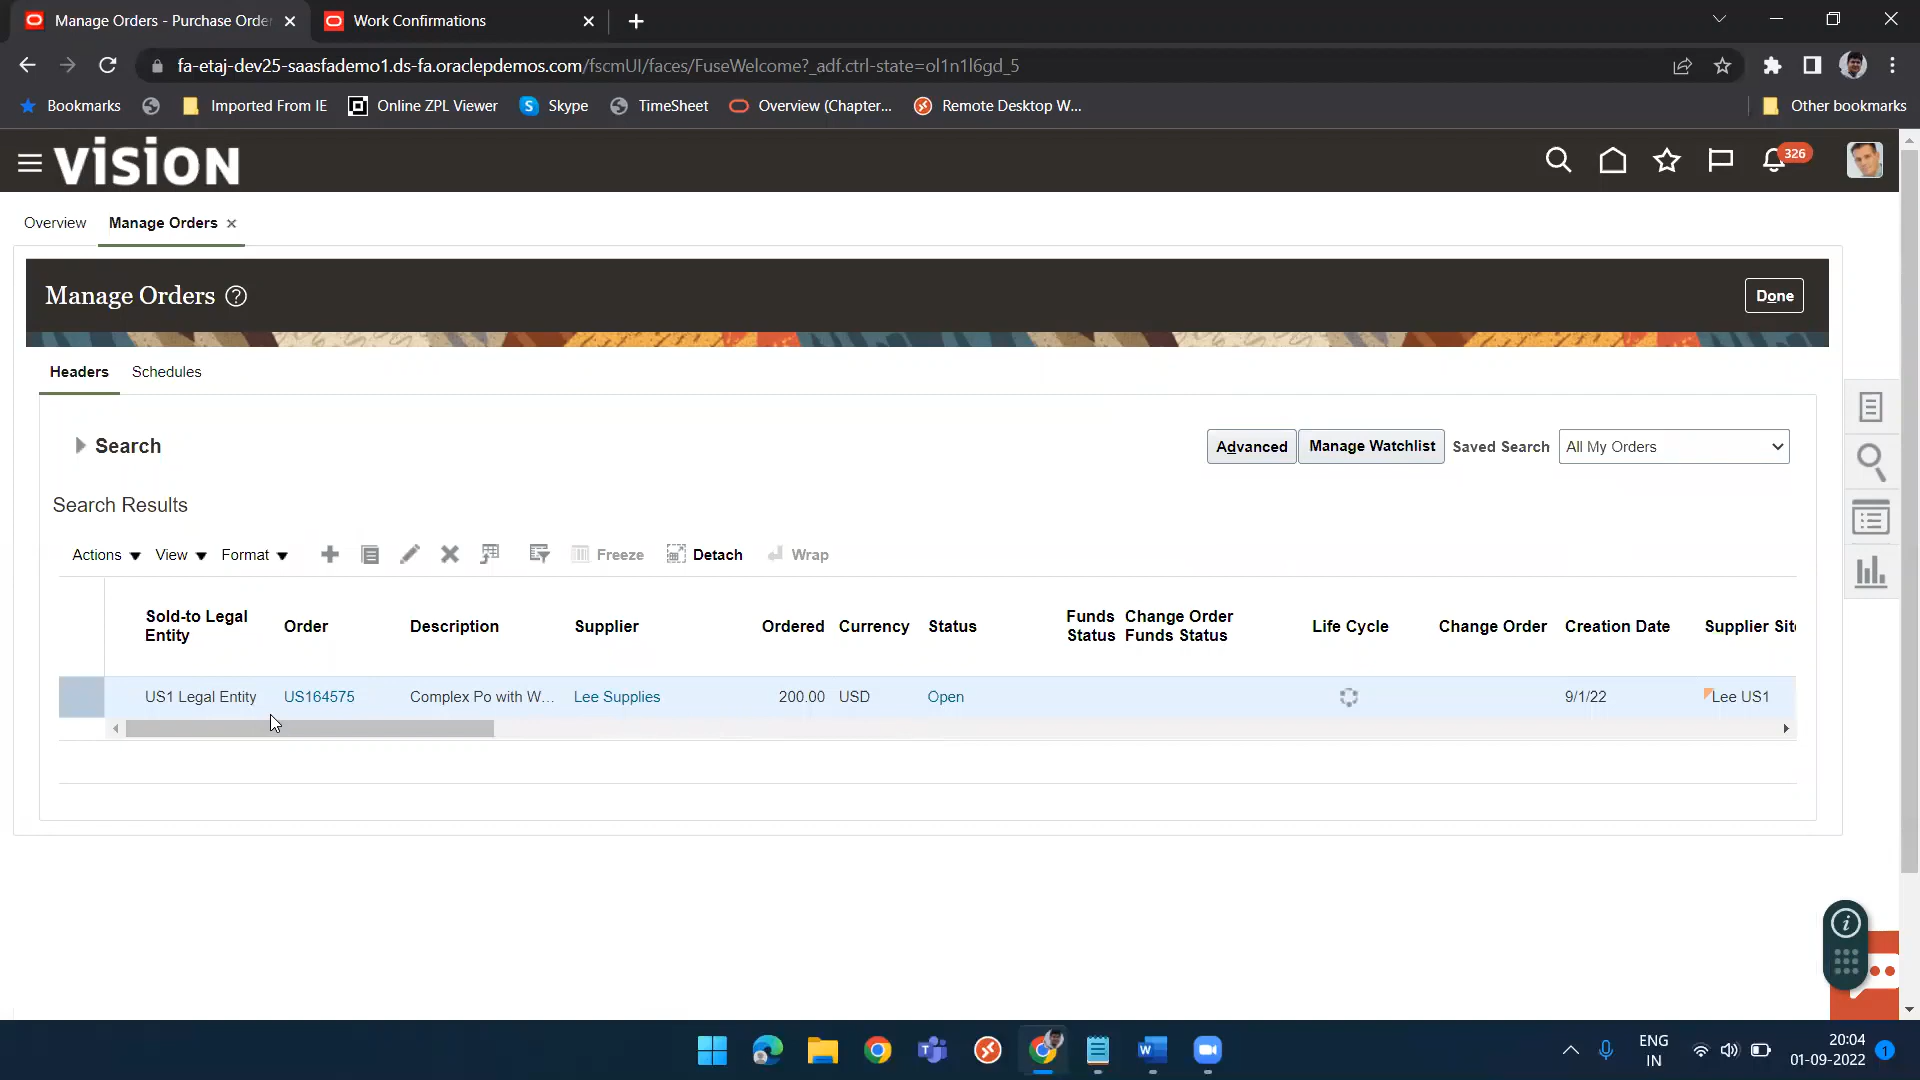 Manage Orders - Purchase Orde
Work Confirmations
fa-etaj-dev25-saasfademo1.ds-fa.oraclepdemos.com/fscmUI/faces/FuseWelcome?_adf.ctrl-state=ol1n1l6gd_5
Bookmarks
Imported From IE
Online ZPL Viewer
Skype
TimeSheet
Overview (Chapter...
Remote Desktop W...
Other bookmarks
VISION
326
Overview
Manage Orders
Manage Orders
Done
Headers
Schedules
Search
Advanced
Manage Watchlist
Saved Search
All My Orders
Search Results
Actions
View
Format
Freeze
Detach
Wrap
Sold-to Legal
Entity
Order
Description
Supplier
Ordered
Currency
Status
Funds
Status
Change Order
Funds Status
Life Cycle
Change Order
Creation Date
Supplier Site
US1 Legal Entity
US164575
Complex Po with W...
Lee Supplies
200.00
USD
Open
9/1/22
Lee US1
ENG
IN
20:04
01-09-2022
1